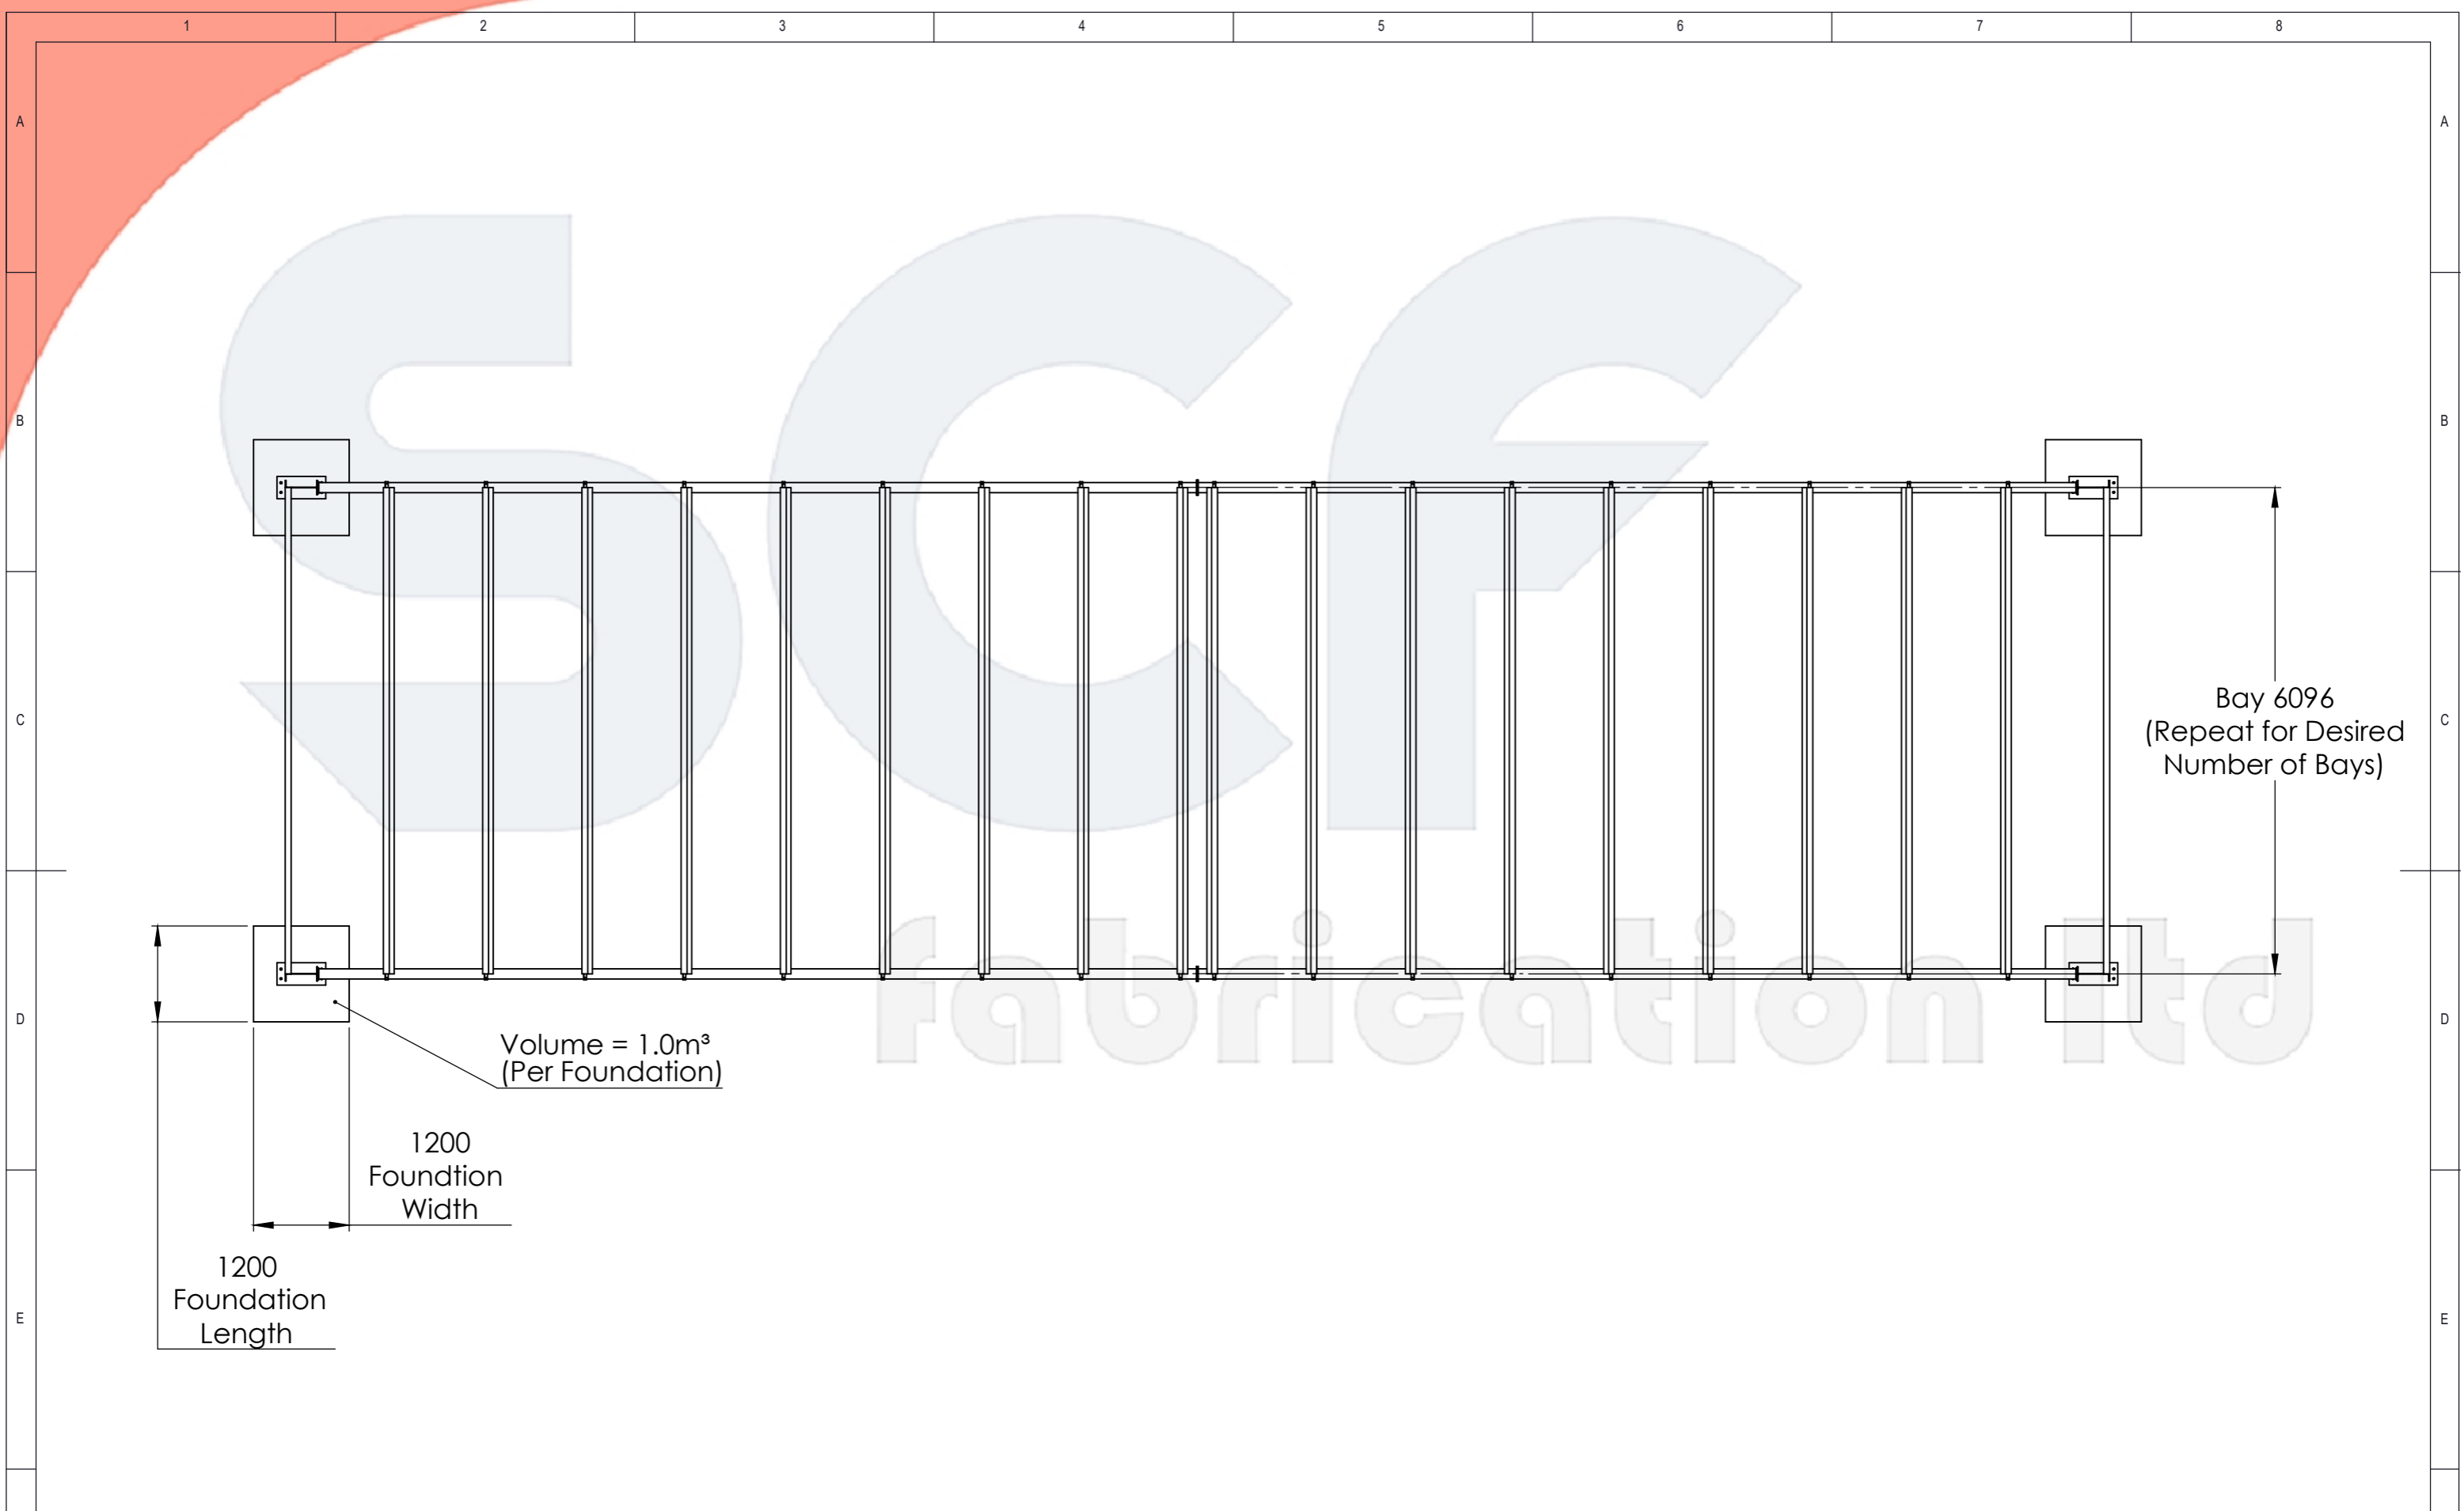 1 2 3 4 5 6 7 8
A A
SCF
B B
Bay 6096
(Repeat for Desired
Number of Bays)
C C
fabrication ltd
D D
Volume = 1.0m³
(Per Foundation)
1200
Foundtion
Width
1200
Foundation
Length
E E